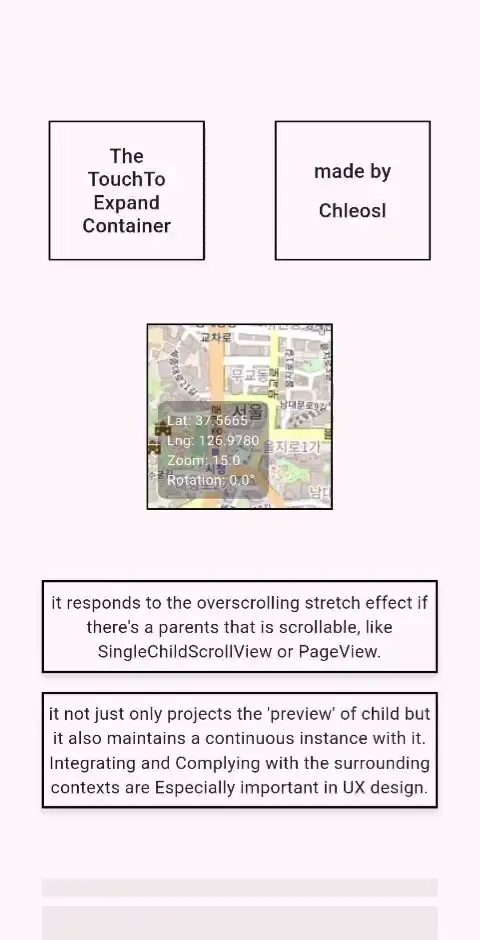 The
TouchTo
Expand
Container
made by
Chleosl
교차로
무교동
서울
남대문로9길
Lat: 37.5665
Lng: 126.9780
Zoom: 15.0
Rotation: 0.0°
을지로1가
it responds to the overscrolling stretch effect if
there's a parents that is scrollable, like
SingleChildScrollView or PageView.
it not just only projects the 'preview' of child but
it also maintains a continuous instance with it.
Integrating and Complying with the surrounding
contexts are Especially important in UX design.